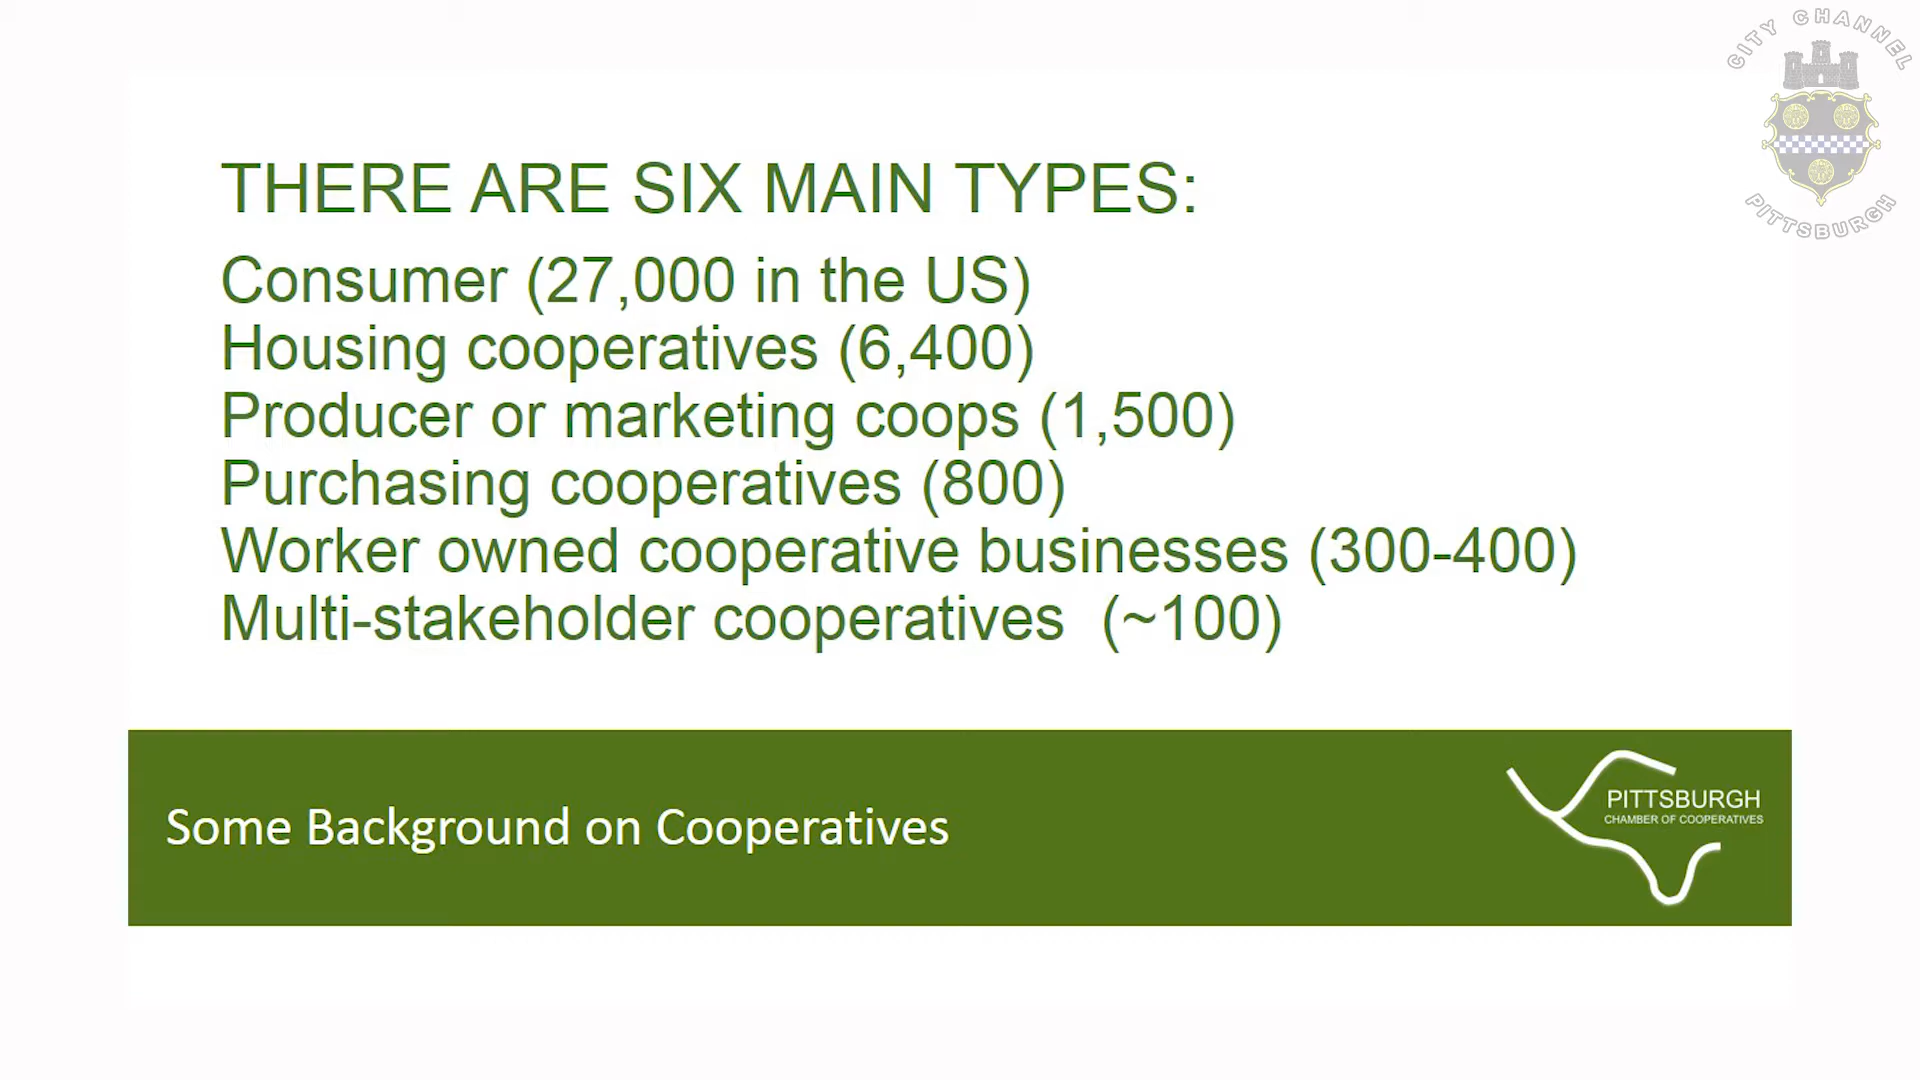 CITY CHANNEL
PITTSBURGH
THERE ARE SIX MAIN TYPES:
Consumer (27,000 in the US)
Housing cooperatives (6,400)
Producer or marketing coops (1,500)
Purchasing cooperatives (800)
Worker owned cooperative businesses (300-400)
Multi-stakeholder cooperatives  (~100)
Some Background on Cooperatives
PITTSBURGH
CHAMBER OF COOPERATIVES